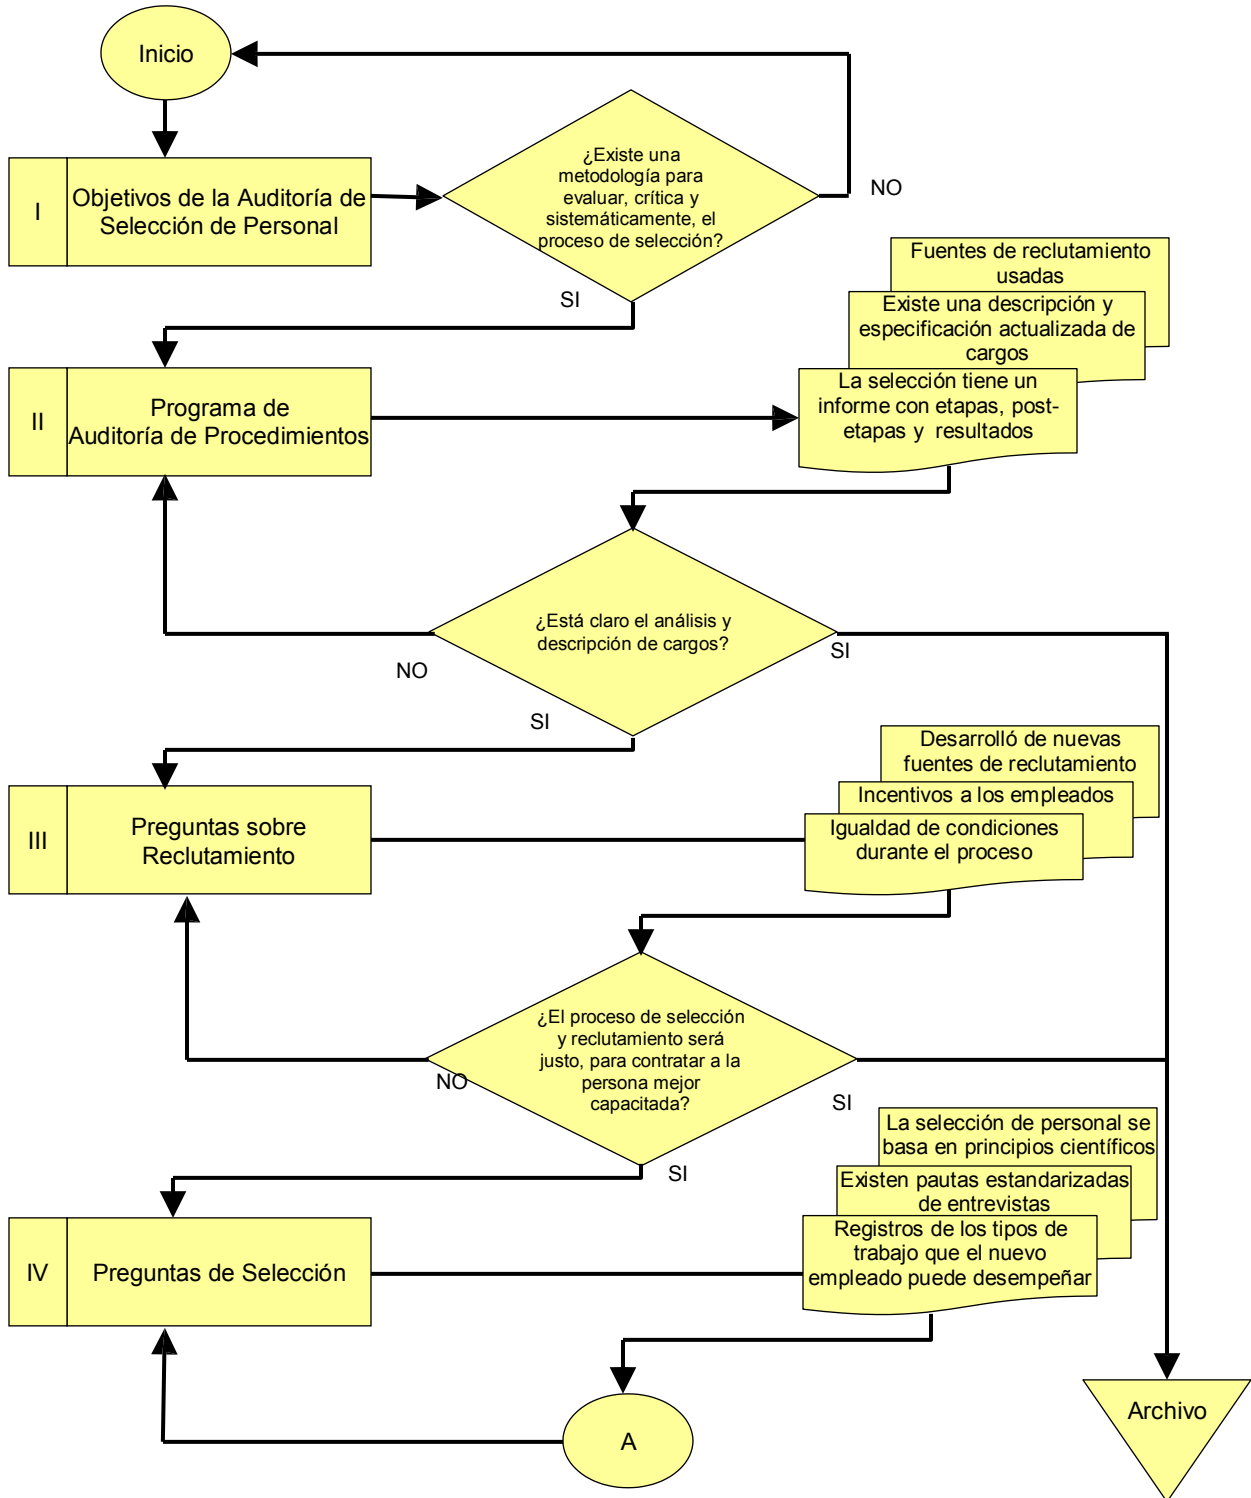 Inicio
I
Objetivos de la Auditoría de
Selección de Personal
¿Existe una
metodología para
evaluar, crítica y
sistemáticamente, el
proceso de selección?
NO
SI
Fuentes de reclutamiento
usadas
Existe una descripción y
especificación actualizada de
cargos
La selección tiene un
informe con etapas, post-
etapas y resultados
II
Programa de
Auditoría de Procedimientos
¿Está claro el análisis y
descripción de cargos?
NO
SI
SI
Desarrolló de nuevas
fuentes de reclutamiento
Incentivos a los empleados
Igualdad de condiciones
durante el proceso
III
Preguntas sobre
Reclutamiento
¿El proceso de selección
y reclutamiento será
justo, para contratar a la
persona mejor
capacitada?
NO
SI
SI
La selección de personal se
basa en principios científicos
Existen pautas estandarizadas
de entrevistas
Registros de los tipos de
trabajo que el nuevo
empleado puede desempeñar
IV
Preguntas de Selección
A
Archivo